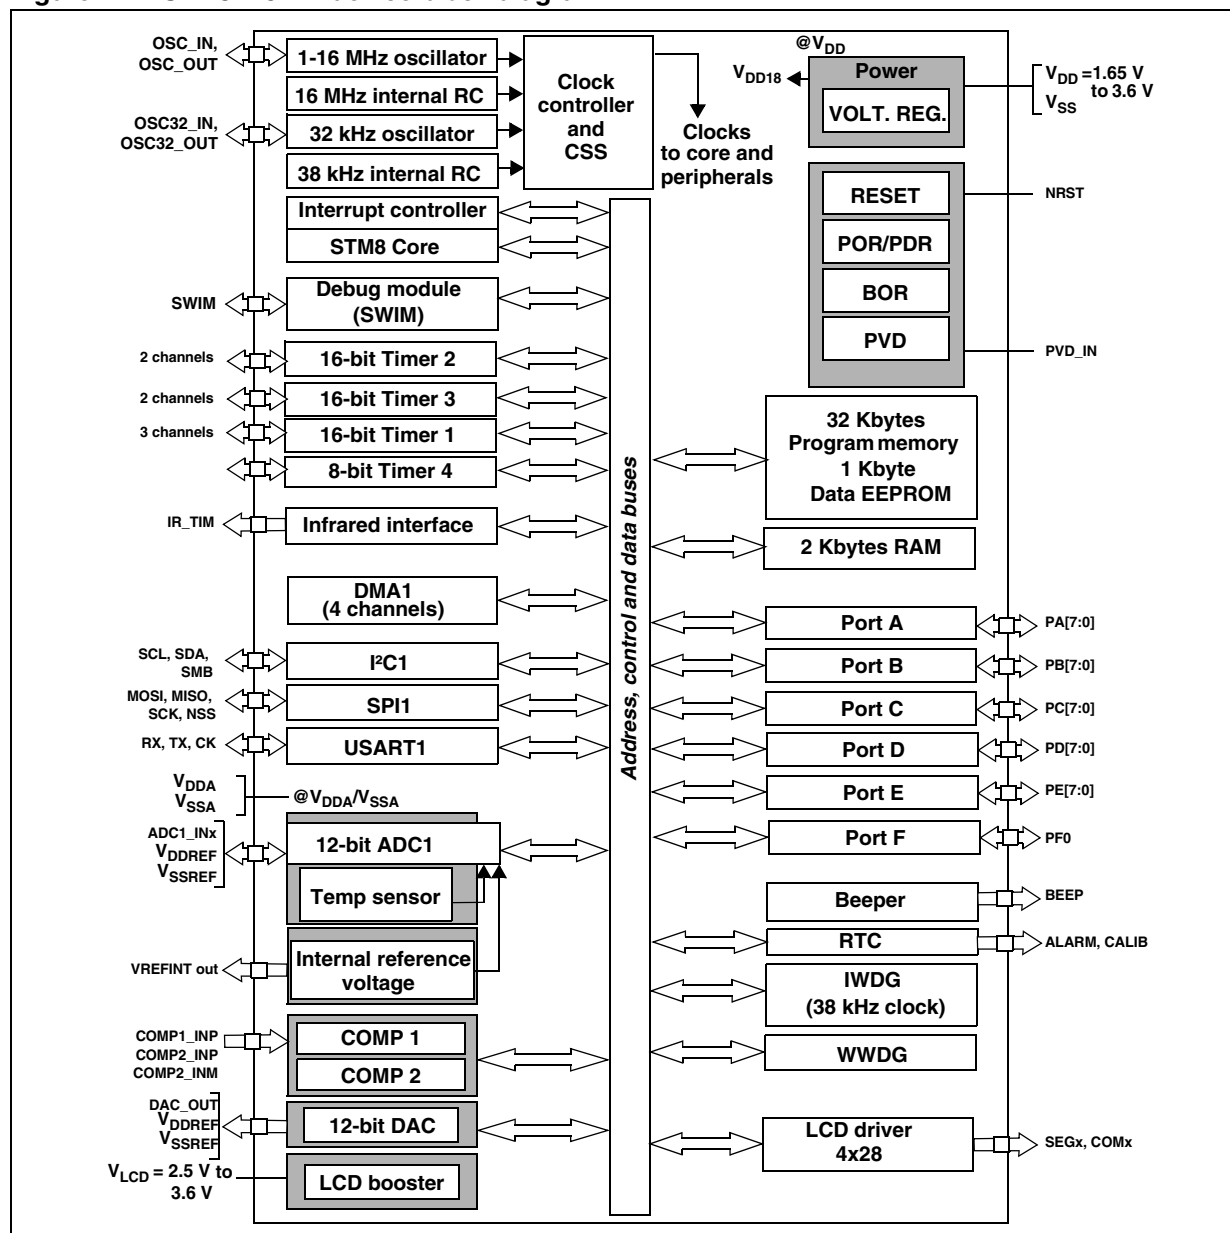 OSC_IN,
OSC_OUT
1-16 MHz oscillator
16 MHz internal RC
OSC32_IN,
OSC32_OUT
32 kHz oscillator
38 kHz internal RC
Clock
controller
and
CSS
Clocks
to core and
peripherals
@VDD
VDD18
Power
VOLT. REG.
VDD =1.65 V
to 3.6 V
VSS
RESET
NRST
POR/PDR
BOR
PVD
PVD_IN
Interrupt controller
STM8 Core
SWIM
Debug module
(SWIM)
2 channels
16-bit Timer 2
2 channels
16-bit Timer 3
3 channels
16-bit Timer 1
8-bit Timer 4
IR_TIM
Infrared interface
DMA1
(4 channels)
SCL, SDA,
SMB
I²C1
MOSI, MISO,
SCK, NSS
SPI1
RX, TX, CK
USART1
VDDA
VSSA
@VDDA/VSSA
ADC1_INx
VDDREF
VSSREF
12-bit ADC1
Temp sensor
VREFINT out
Internal reference
voltage
COMP1_INP
COMP2_INP
COMP2_INM
COMP 1
COMP 2
DAC_OUT
VDDREF
VSSREF
12-bit DAC
VLCD = 2.5 V to
3.6 V
LCD booster
Address, control and data buses
32 Kbytes
Program memory
1 Kbyte
Data EEPROM
2 Kbytes RAM
Port A
PA[7:0]
Port B
PB[7:0]
Port C
PC[7:0]
Port D
PD[7:0]
Port E
PE[7:0]
Port F
PF0
Beeper
BEEP
RTC
ALARM, CALIB
IWDG
(38 kHz clock)
WWDG
LCD driver
4x28
SEGx, COMx